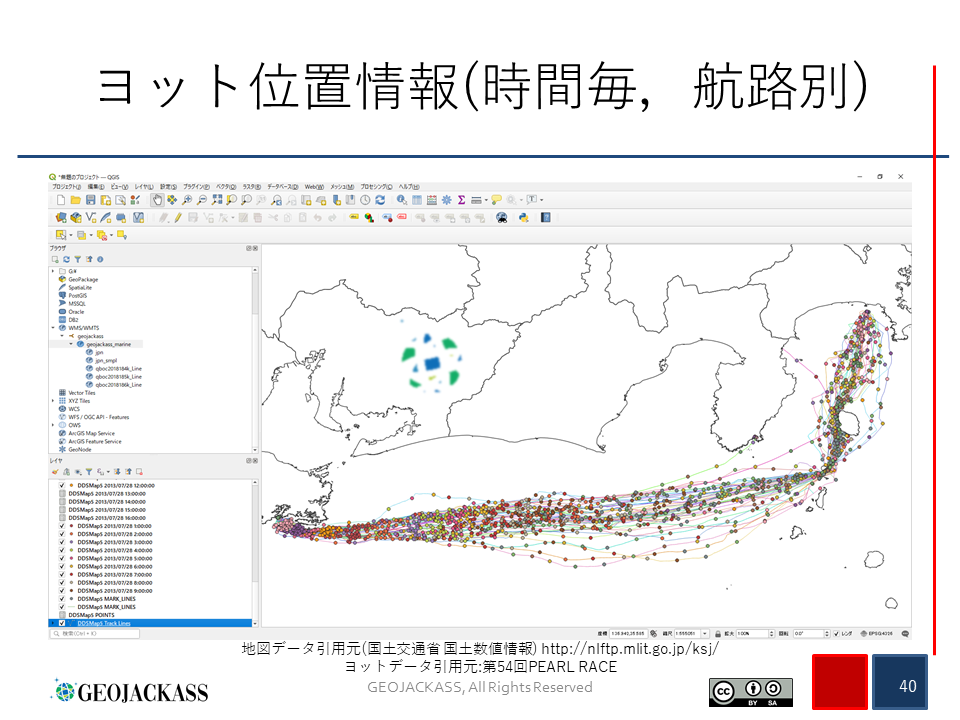 ヨット位置情報(時間毎，航路別)
*無題のプロジェクト — QGIS
プロジェクト(J) 編集(E) ビュー(V) レイヤ(L) 設定(S) プラグイン(P) ベクタ(O) ラスタ(R) データベース(D) Web(W) メッシュ(M) プロセシング(C) ヘルプ(H)
ブラウザ
G:¥
GeoPackage
SpatiaLite
PostGIS
MSSQL
Oracle
DB2
WMS/WMTS
geojackass
geojackass_marine
jpn
jpn_smpl
qboc2018184k_Line
qboc2018185k_Line
qboc2018186k_Line
Vector Tiles
XYZ Tiles
WCS
WFS / OGC API - Features
OWS
ArcGIS Map Service
ArcGIS Feature Service
GeoNode
レイヤ
DDSMapS 2013/07/28 12:00:00
DDSMapS 2013/07/28 13:00:00
DDSMapS 2013/07/28 14:00:00
DDSMapS 2013/07/28 15:00:00
DDSMapS 2013/07/28 16:00:00
DDSMapS 2013/07/28 1:00:00
DDSMapS 2013/07/28 2:00:00
DDSMapS 2013/07/28 3:00:00
DDSMapS 2013/07/28 4:00:00
DDSMapS 2013/07/28 5:00:00
DDSMapS 2013/07/28 6:00:00
DDSMapS 2013/07/28 7:00:00
DDSMapS 2013/07/28 8:00:00
DDSMapS 2013/07/28 9:00:00
DDSMapS MARK_LINES
DDSMapS MARK_LINES
DDSMapS POINTS
DDSMapS Track Lines
検索(Ctrl + K)
座標 縮尺 拡大 100% 回転 0.0° レンダ EPSG:4326
地図データ引用元(国土交通省 国土数値情報) http://nlftp.mlit.go.jp/ksj/
ヨットデータ引用元:第54回PEARL RACE
GEOJACKASS
GEOJACKASS, All Rights Reserved
cc BY SA
40